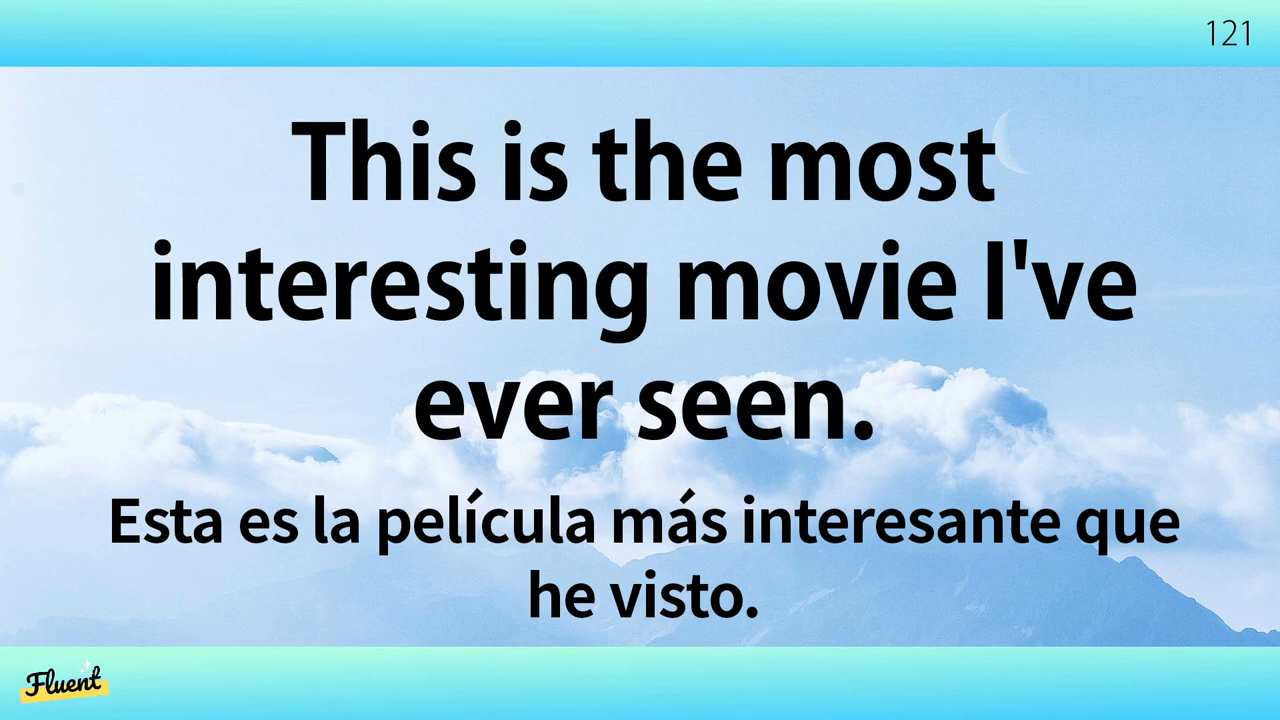 121
This is the most
interesting movie I've
ever seen.
Esta es la película más interesante que
he visto.
Fluent